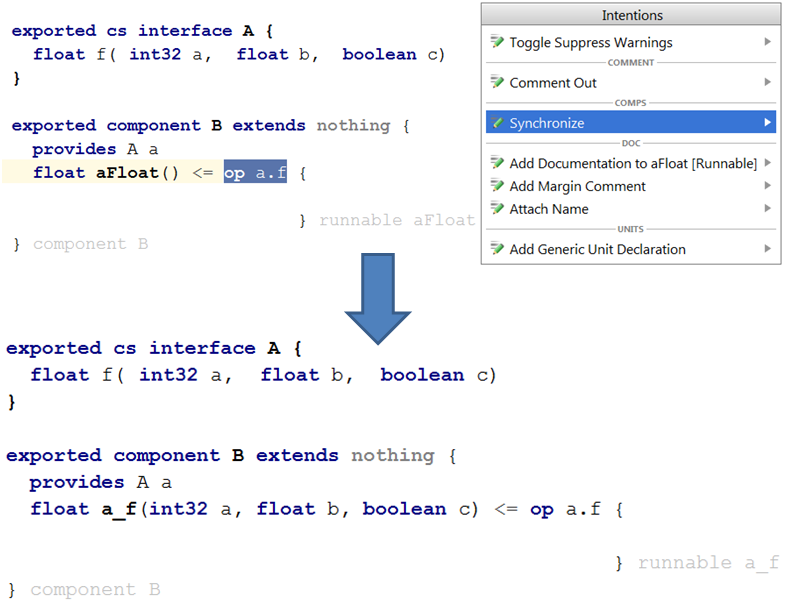 exported cs interface A {
float f( int32 a, float b, boolean c)
}
exported component B extends nothing {
provides A a
float aFloat() <= op a.f {
} runnable aFloat
} component B
Intentions
Toggle Suppress Warnings
COMMENT
Comment Out
COMPS
Synchronize
DOC
Add Documentation to aFloat [Runnable]
Add Margin Comment
Attach Name
UNITS
Add Generic Unit Declaration
exported cs interface A {
float f( int32 a, float b, boolean c)
}
exported component B extends nothing {
provides A a
float a_f(int32 a, float b, boolean c) <= op a.f {
} runnable a_f
} component B